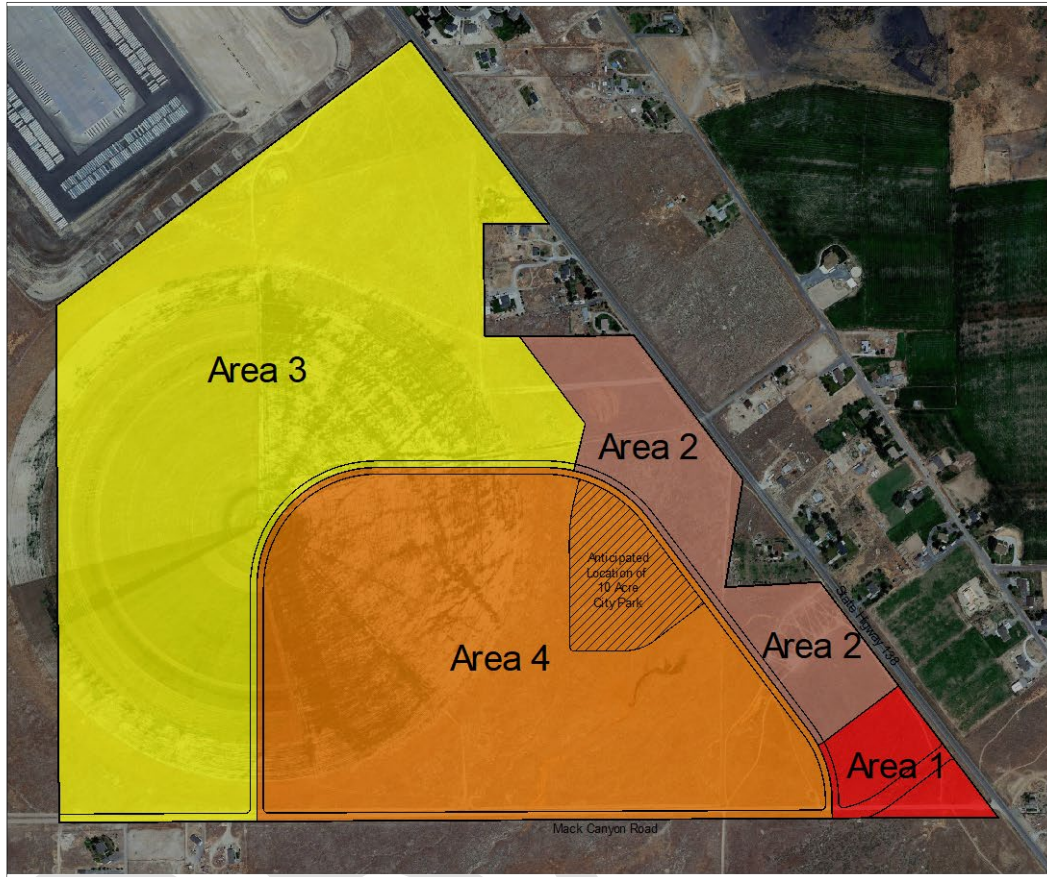 Area 3
Area 2
Anticipated
Location of
10 Acre
City Park
State Higway 138
Area 4
Area 2
Area 1
Mack Canyon Road